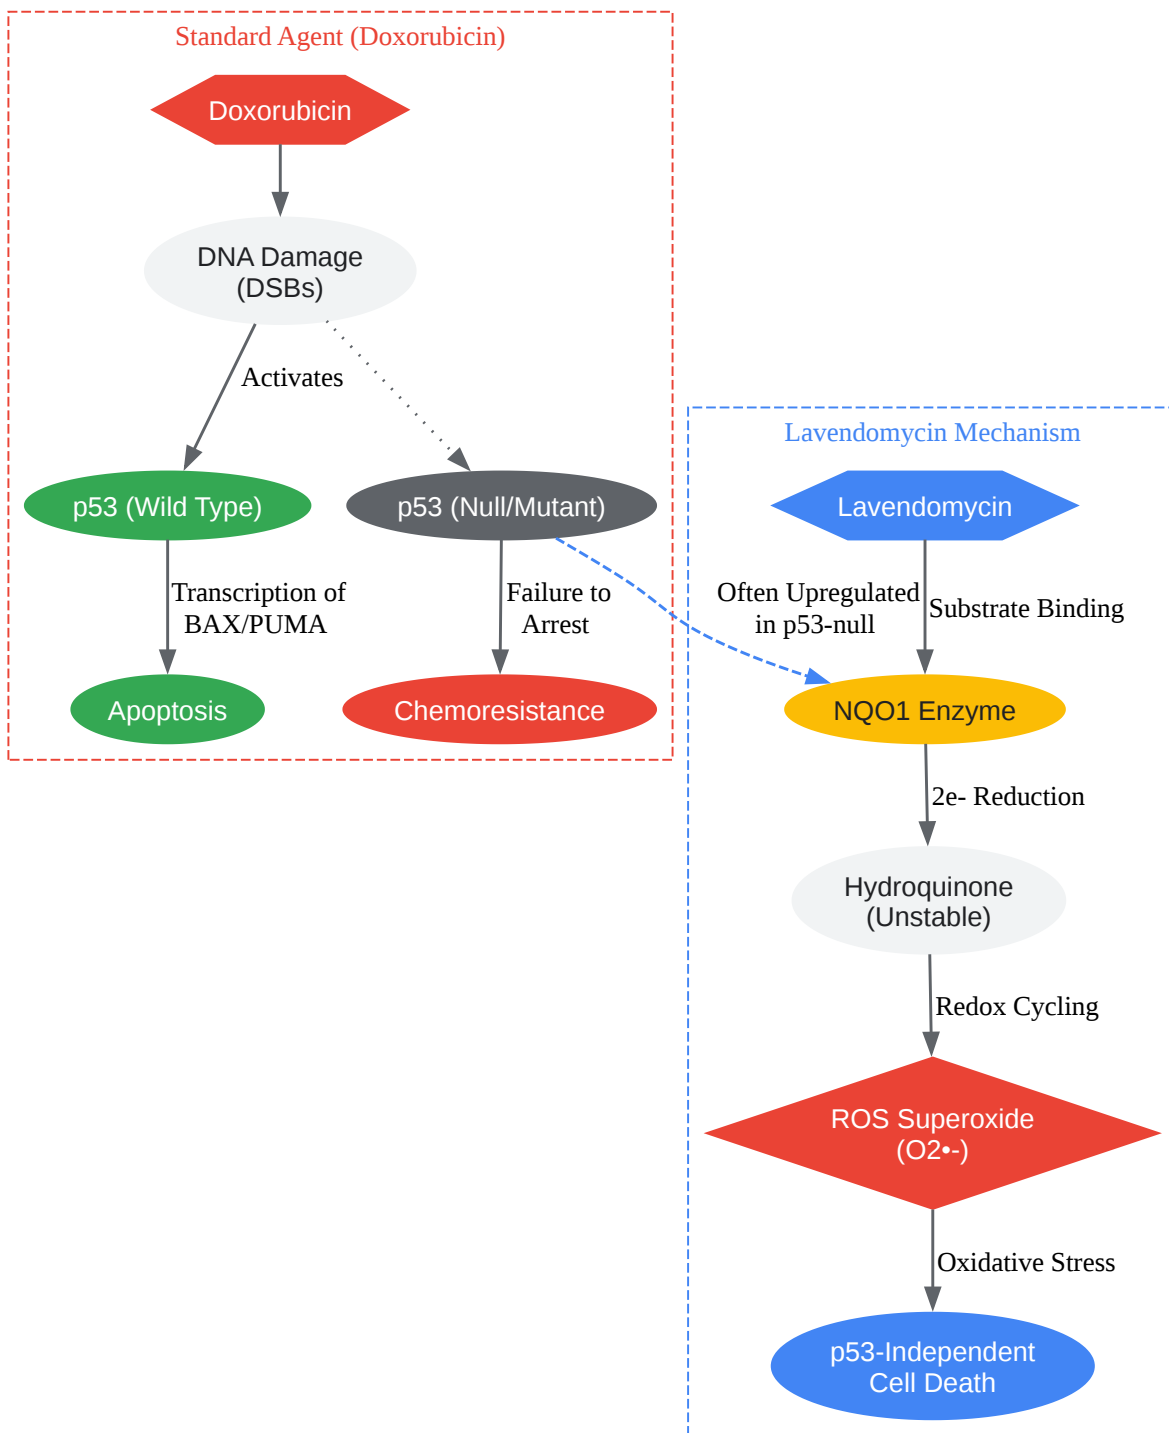 Standard Agent (Doxorubicin)
Doxorubicin
DNA Damage
(DSBs)
Activates
p53 (Wild Type)
p53 (Null/Mutant)
Transcription of
BAX/PUMA
Failure to
Arrest
Apoptosis
Chemoresistance
Lavendomycin Mechanism
Lavendomycin
Often Upregulated
in p53-null
Substrate Binding
NQO1 Enzyme
2e- Reduction
Hydroquinone
(Unstable)
Redox Cycling
ROS Superoxide
(O2•-)
Oxidative Stress
p53-Independent
Cell Death